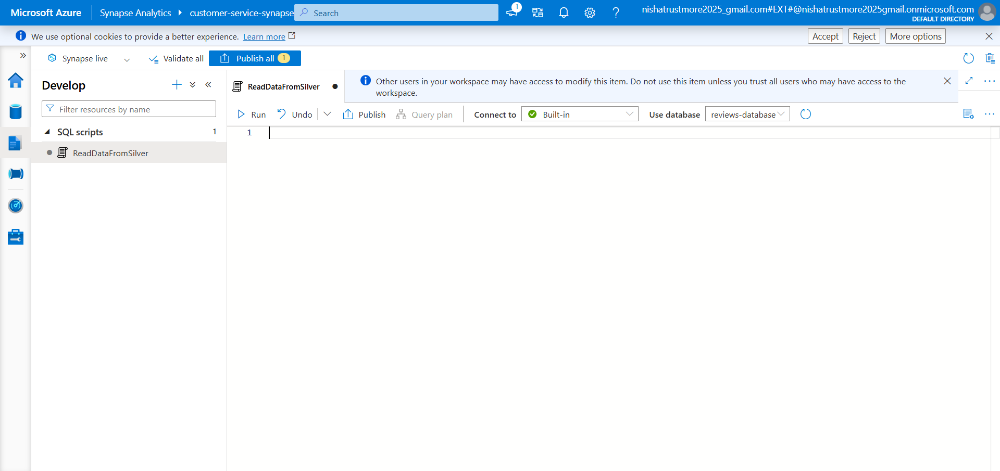 Microsoft Azure
Synapse Analytics
customer-service-synapse
Search
1
nishatrustmore2025_gmail.com#EXT#@nishatrustmore2025gmail.onmicrosoft.com
DEFAULT DIRECTORY
We use optional cookies to provide a better experience. Learn more
Accept
Reject
More options
Synapse live
Validate all
Publish all 1
Develop
Filter resources by name
SQL scripts 1
ReadDataFromSilver
ReadDataFromSilver
Other users in your workspace may have access to modify this item. Do not use this item unless you trust all users who may have access to the
workspace.
Run
Undo
Publish
Query plan
Connect to
Built-in
Use database
reviews-database
1